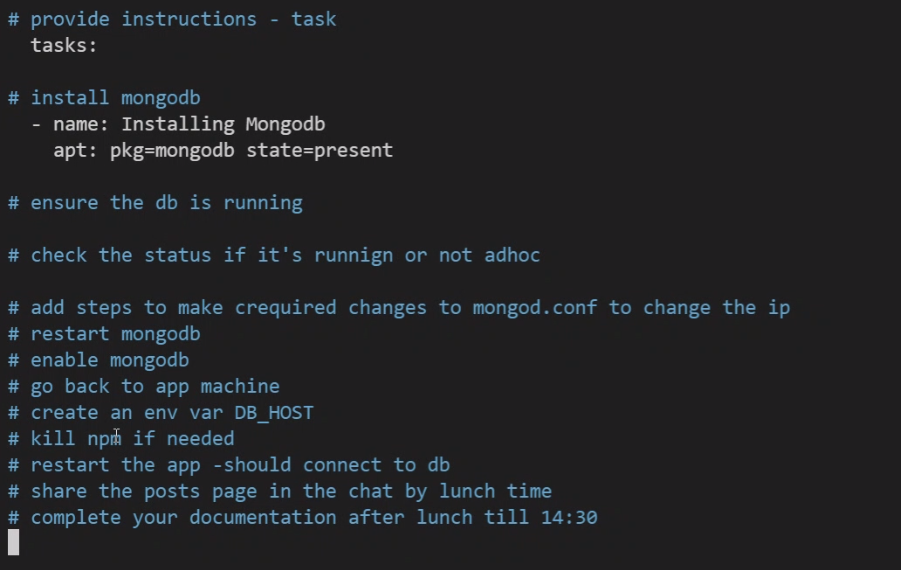 # provide instructions - task
  tasks:
# install mongodb
  - name: Installing Mongodb
    apt: pkg=mongodb state=present
# ensure the db is running
# check the status if it's runnign or not adhoc
# add steps to make crequired changes to mongod.conf to change the ip
# restart mongodb
# enable mongodb
# go back to app machine
# create an env var DB_HOST
# kill npm if needed
# restart the app -should connect to db
# share the posts page in the chat by lunch time
# complete your documentation after lunch till 14:30